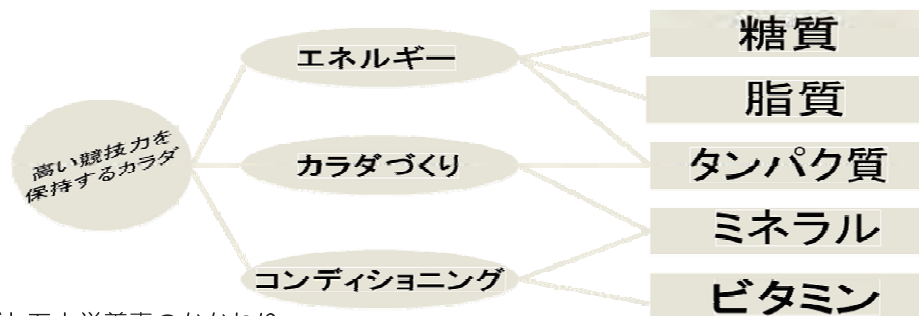 高い競技力を
保持するカラダ
エネルギー
カラダづくり
コンディショニング
糖質
脂質
タンパク質
ミネラル
ビタミン